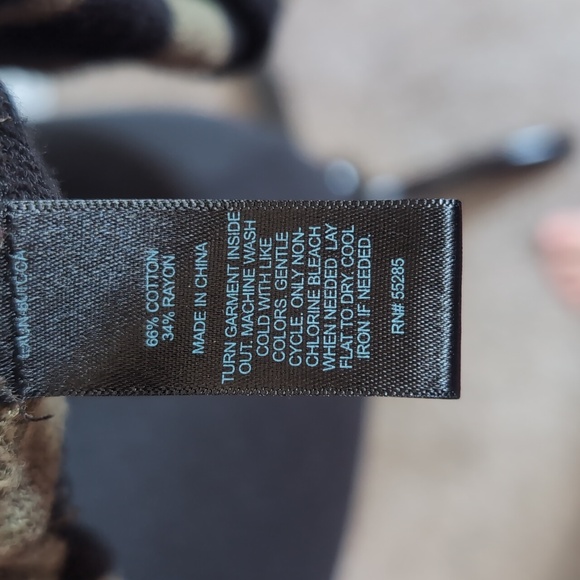 66% COTTON
34% RAYON
MADE IN CHINA
TURN GARMENT INSIDE
OUT. MACHINE WASH
COLD WITH LIKE
COLORS. GENTLE
CYCLE. ONLY NON-
CHLORINE BLEACH
WHEN NEEDED. LAY
FLAT TO DRY. COOL
IRON IF NEEDED.
RN# 55285